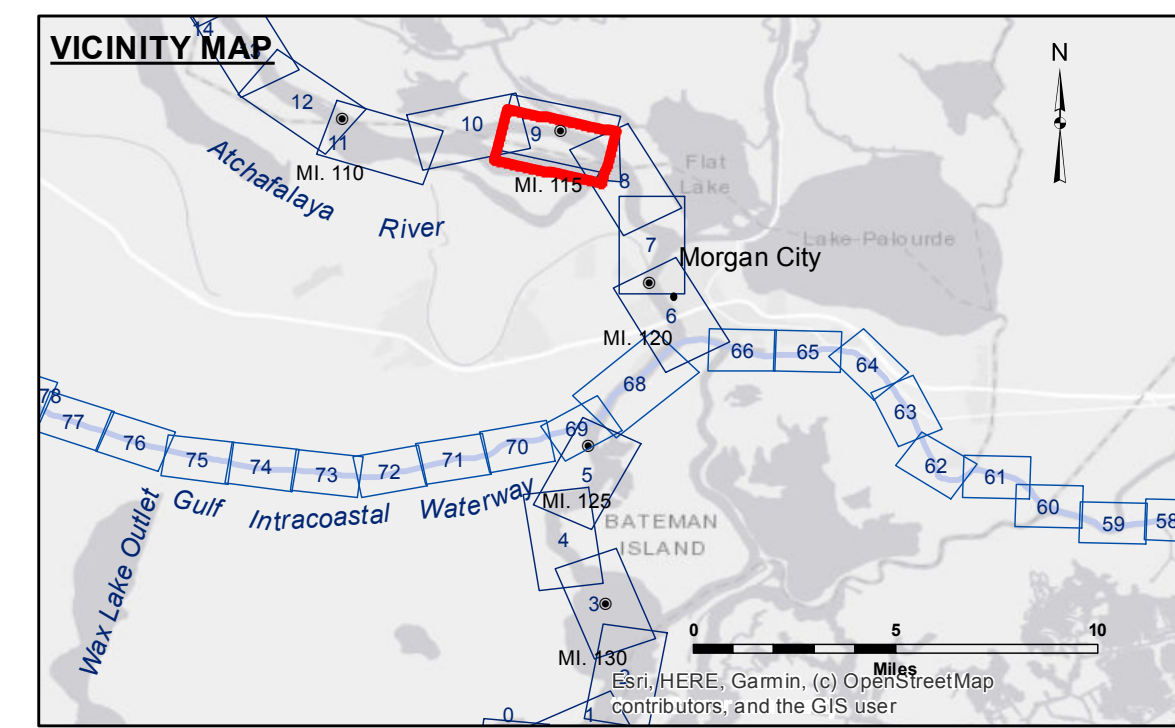 VICINITY MAP
N
14
13
12
11
10
9
8
MI. 110
MI. 115
Atchafalaya
River
Flat
Lake
7
Lake Palourde
Morgan City
6
MI. 120
66
65
64
68
63
78
77
76
75
74
73
72
71
70
69
62
61
60
59
58
5
MI. 125
Gulf
Intracoastal
Waterway
Wax Lake Outlet
BATEMAN
ISLAND
4
3
MI. 130
2
0
1
0
5
10
Miles
Esri, HERE, Garmin, (c) OpenStreetMap
contributors, and the GIS user